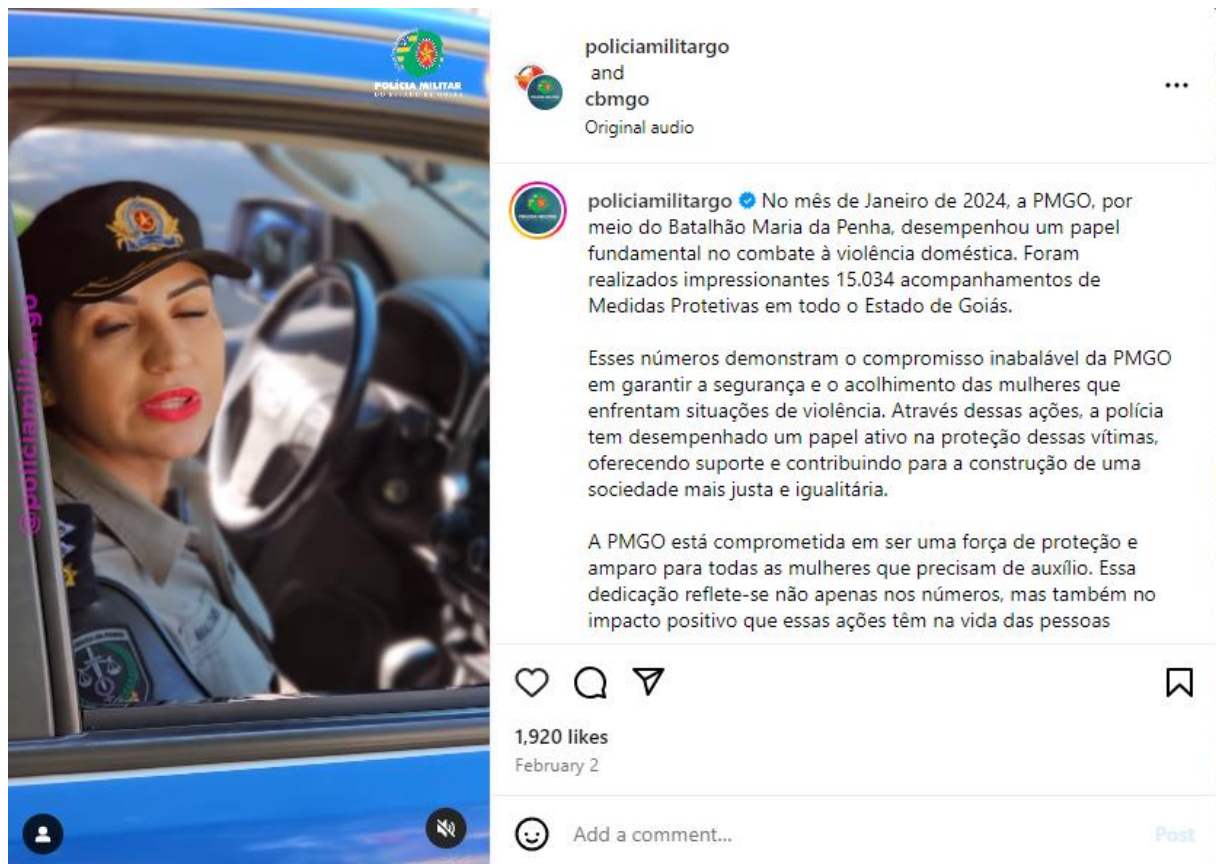 POLÍCIA MILITAR
DO ESTADO DE GOIÁS
@policiamilitargo
policiamilitargo
and
cbmgo
Original audio
policiamilitargo No mês de Janeiro de 2024, a PMGO, por
meio do Batalhão Maria da Penha, desempenhou um papel
fundamental no combate à violência doméstica. Foram
realizados impressionantes 15.034 acompanhamentos de
Medidas Protetivas em todo o Estado de Goiás.
Esses números demonstram o compromisso inabalável da PMGO
em garantir a segurança e o acolhimento das mulheres que
enfrentam situações de violência. Através dessas ações, a polícia
tem desempenhado um papel ativo na proteção dessas vítimas,
oferecendo suporte e contribuindo para a construção de uma
sociedade mais justa e igualitária.
A PMGO está comprometida em ser uma força de proteção e
amparo para todas as mulheres que precisam de auxílio. Essa
dedicação reflete-se não apenas nos números, mas também no
impacto positivo que essas ações têm na vida das pessoas
1,920 likes
February 2
Add a comment...
Post